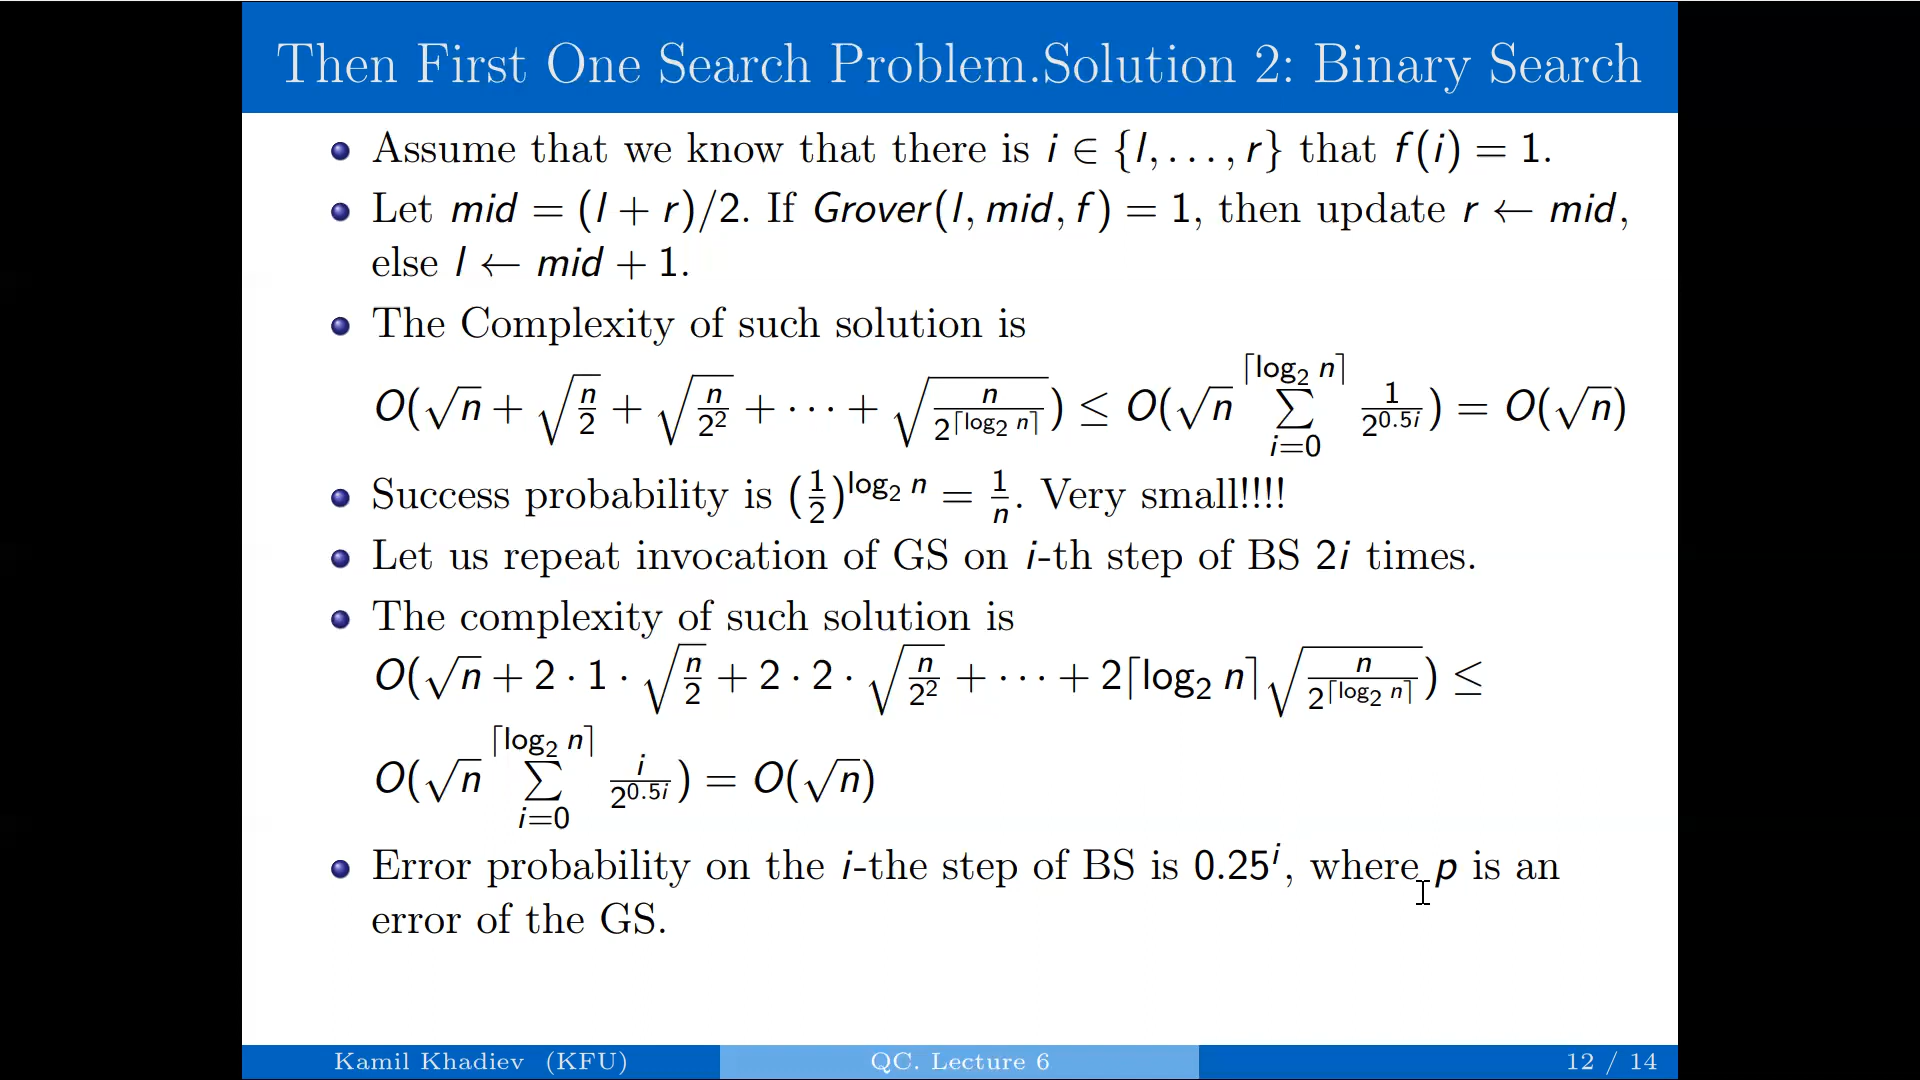 Then First One Search Problem.Solution 2: Binary Search
Assume that we know that there is i ∈ {l, . . . , r} that f(i) = 1.
Let mid = (l + r)/2. If Grover(l, mid, f) = 1, then update r ← mid,
else l ← mid + 1.
The Complexity of such solution is
O(√n + √(n/2) + √(n/2²) + · · · + √(n/2^⌈log₂ n⌉)) ≤ O(√n ∑_{i=0}^{⌈log₂ n⌉} 1/2^{0.5i}) = O(√n)
Success probability is (1/2)^{log₂ n} = 1/n. Very small!!!!
Let us repeat invocation of GS on i-th step of BS 2i times.
The complexity of such solution is
O(√n + 2 · 1 · √(n/2) + 2 · 2 · √(n/2²) + · · · + 2⌈log₂ n⌉√(n/2^⌈log₂ n⌉)) ≤
O(√n ∑_{i=0}^{⌈log₂ n⌉} i/2^{0.5i}) = O(√n)
Error probability on the i-the step of BS is 0.25^i, where p is an
error of the GS.
Kamil Khadiev (KFU) QC. Lecture 6 12 / 14